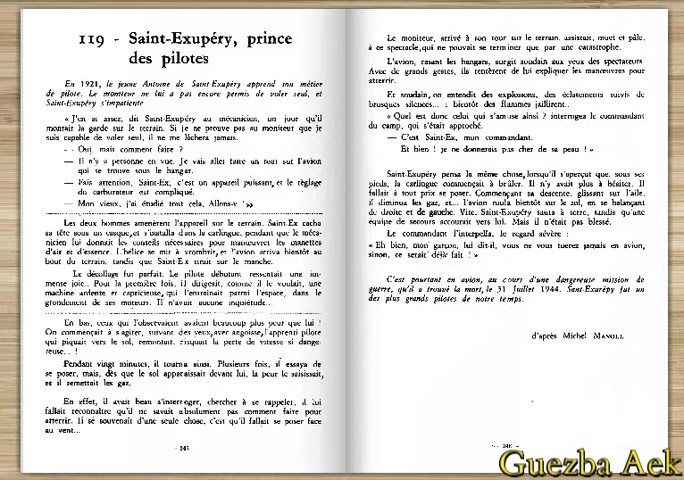 119 - Saint-Exupéry, prince
des pilotes
En 1921, le jeune Antoine de Saint-Exupéry apprend son métier
de pilote. Le moniteur ne lui a pas encore permis de voler seul, et
Saint-Exupéry s'impatiente
« J'en ai assez, dit Saint-Exupéry au mécanicien, un jour qu'il
montait la garde sur le terrain. Si je ne prouve pas au moniteur que je
suis capable de voler seul, il ne me lâchera jamais.
- Oui, mais comment faire ?
— Il n'y a personne en vue. Je vais aller faire un tour sur l'avion
qui se trouve sous le hangar.
— Fais attention, Saint-Ex, c'est un appareil puissant, et le réglage
du carburateur est compliqué.
— Mon vieux, j'ai étudié tout cela. Allons-y ! »
Les deux hommes amenèrent l'appareil sur le terrain. Saint-Ex cacha
sa tête sous un casque, et s'installa dans la carlingue, pendant que le méca-
nicien lui donnait les conseils nécessaires pour manœuvrer les manettes
d'air et d'essence. L'hélice se mit à vrombir, et l'avion arriva bientôt au
bout du terrain, tandis que Saint-Ex tirait sur le manche.
Le décollage fut parfait. Le pilote débutant ressentait une im-
mense joie.. Pour la première fois, il dirigeait, comme il le voulait, une
machine ardente et capricieuse, qui l'entraînait parmi l'espace, dans le
grondement de ses moteurs. Il n'avait aucune inquiétude..
En bas, ceux qui l'observaient avaient beaucoup plus peur que lui !
On commençait à s'agiter, suivant des yeux, avec angoisse, l'apprenti pilote
qui piquait vers le sol, remontait, risquait la perte de vitesse si dange-
reuse... !
Pendant vingt minutes, il tourna ainsi. Plusieurs fois, il essaya de
se poser, mais, dès que le sol apparaissait devant lui, la peur le saisissait,
et il remettait les gaz.
En effet, il avait beau s'interroger, chercher à se rappeler, il lui
fallait reconnaître qu'il ne savait absolument pas comment faire pour
atterrir. Il se souvenait d'une seule chose, c'est qu'il fallait se poser face
au vent...
Le moniteur, arrivé à son tour sur le terrain, assistait, muet et pâle,
à ce spectacle, qui ne pouvait se terminer que par une catastrophe.
L'avion, rasant les hangars, surgit soudain aux yeux des spectateurs
Avec de grands gestes, ils tentèrent de lui expliquer les manœuvres pour
atterrir.
Et soudain, on entendit des explosions, des éclatements suivis de
brusques silences... : bientôt des flammes jaillirent..
« Quel est donc celui qui s'amuse ainsi ? interrogea le commandant
du camp, qui s'était approché.
— C'est Saint-Ex, mon commandant.
Et bien ! je ne donnerais pas cher de sa peau ! »
Saint-Exupéry pensa la même chose, lorsqu'il s'aperçut que, sous ses
pieds, la carlingue commençait à brûler. Il n'y avait plus à hésiter. Il
fallait à tout prix se poser. Commençant sa descente, glissant sur l'aile,
il diminua les gaz, et... l'avion roula bientôt sur le sol, en se balançant
de droite et de gauche. Vite, Saint-Exupéry sauta à terre, tandis qu'une
équipe de secours accourait vers lui. Mais il n'était pas blessé.
Le commandant l'interpella, le regard sévère :
« Eh bien, mon garçon, lui dit-il, vous ne vous tuerez jamais en avion,
sinon, ce serait déjà fait ! »
C'est pourtant en avion, au cours d'une dangereuse mission de
guerre, qu'il a trouvé la mort, le 31 Juillet 1944. Saint-Exupéry fut un
des plus grands pilotes de notre temps.
d'après Michel MANOLL
Guezba Aek